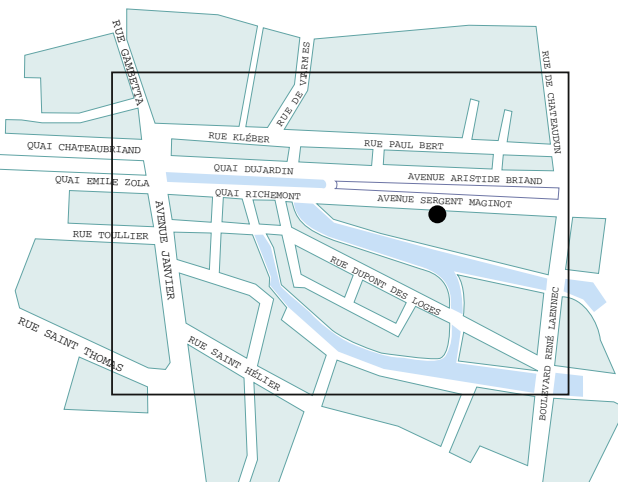 RUE GAMBETTA
RUE DE VIARMES
RUE DE CHATEAUDUN
RUE KLÉBER
RUE PAUL BERT
QUAI CHATEAUBRIAND
QUAI DUJARDIN
AVENUE ARISTIDE BRIAND
QUAI EMILE ZOLA
QUAI RICHEMONT
AVENUE SERGENT MAGINOT
RUE TOULLIER
AVENUE JANVIER
RUE DUPONT DES LOGES
BOULEVARD RENÉ LAENNEC
RUE SAINT THOMAS
RUE SAINT HÉLIER